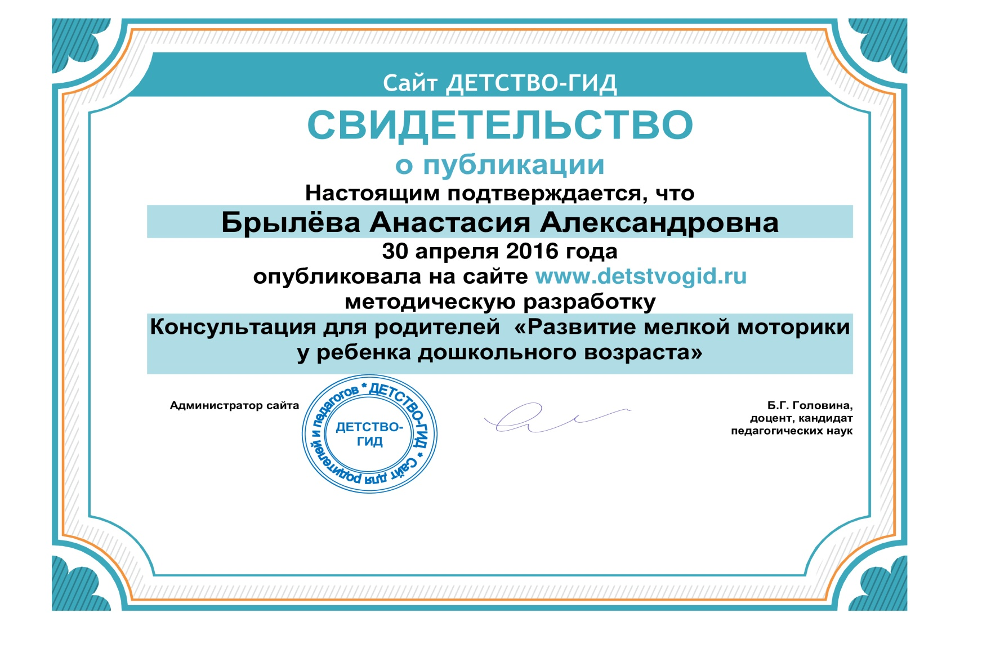 Сайт ДЕТСТВО-ГИД
СВИДЕТЕЛЬСТВО
о публикации
Настоящим подтверждается, что
Брылёва Анастасия Александровна
30 апреля 2016 года
опубликовала на сайте www.detstvogid.ru
методическую разработку
Консультация для родителей «Развитие мелкой моторики
у ребенка дошкольного возраста»
Администратор сайта
* ДЕТСТВО-ГИД * Сайт для родителей и педагогов
ДЕТСТВО-
ГИД
Б.Г. Головина,
доцент, кандидат
педагогических наук